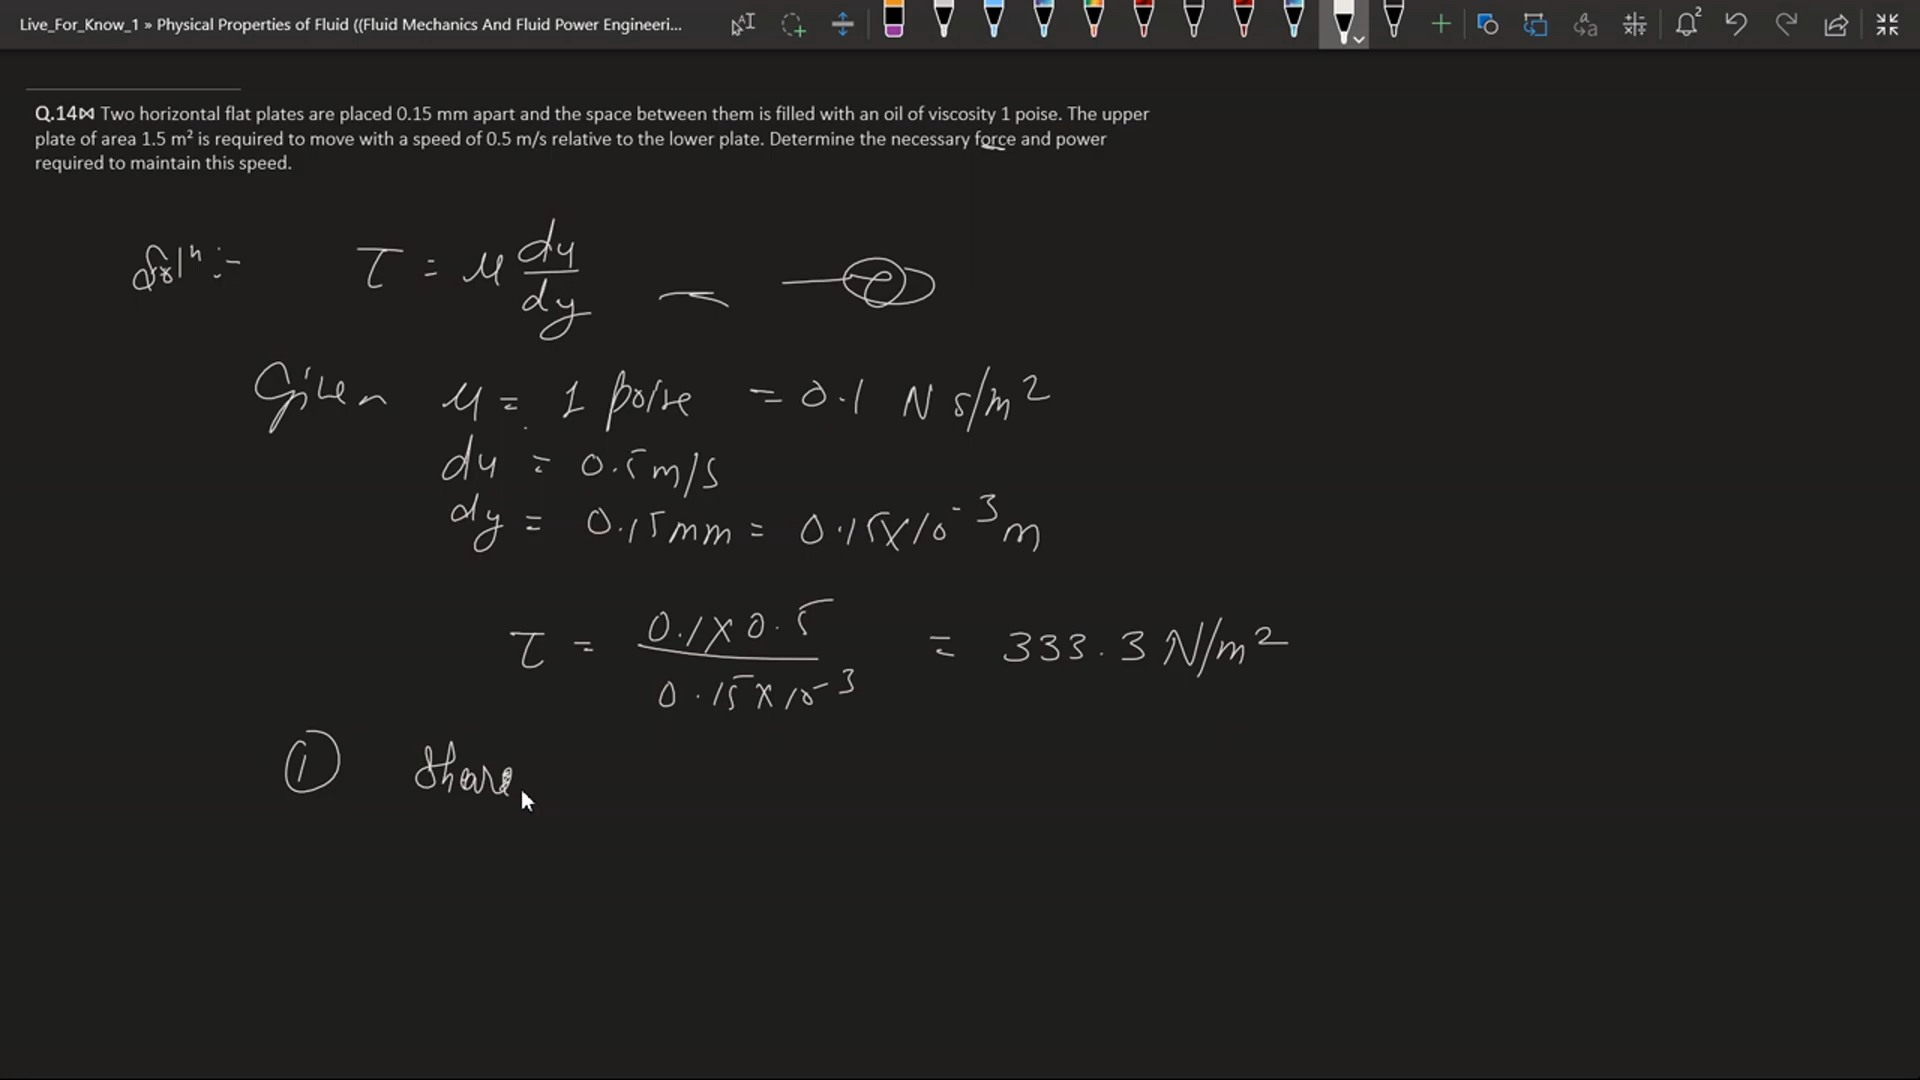 Live_For_Know_1 » Physical Properties of Fluid ((Fluid Mechanics And Fluid Power Engineeri...
2
Q.14⋈ Two horizontal flat plates are placed 0.15 mm apart and the space between them is filled with an oil of viscosity 1 poise. The upper
plate of area 1.5 m² is required to move with a speed of 0.5 m/s relative to the lower plate. Determine the necessary force and power
required to maintain this speed.
Solⁿ :- τ = μ du/dy
Given μ = 1 poise = 0.1 N s/m²
du = 0.5 m/s
dy = 0.15 mm = 0.15 × 10⁻³ m
τ = 0.1 × 0.5 / 0.15 × 10⁻³ = 333.3 N/m²
① Share